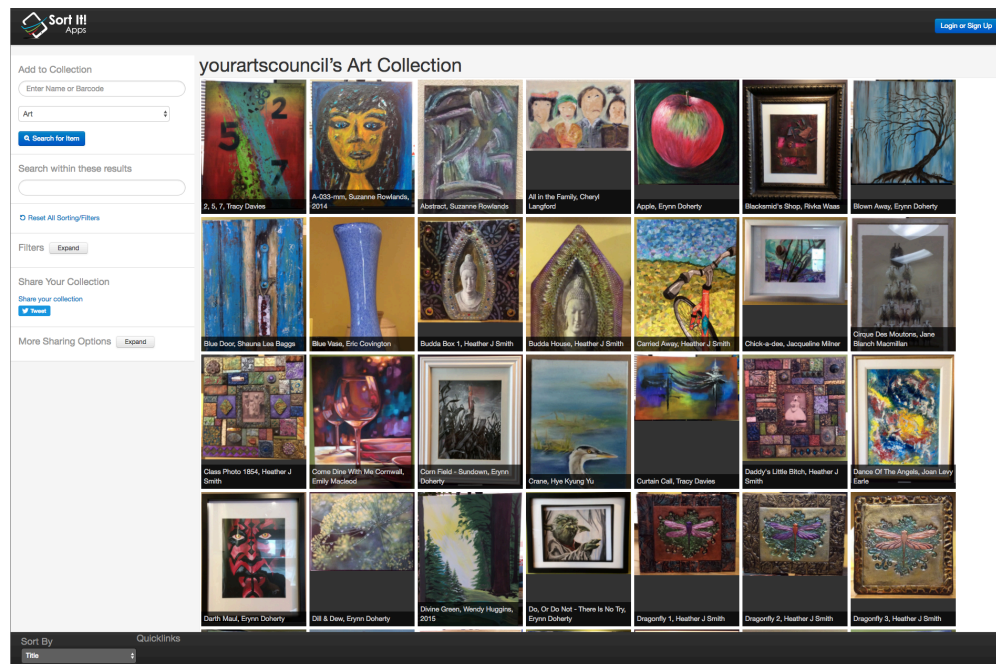 Sort It!
Apps
Login or Sign Up
Add to Collection
Enter Name or Barcode
Art
Search for Item
Search within these results
Reset All Sorting/Filters
Filters
Expand
Share Your Collection
Share your collection
Tweet
More Sharing Options
Expand
yourartscouncil's Art Collection
5
2
7
2, 5, 7, Tracy Davies
A-033-mm, Suzanne Rowlands,
2014
Abstract, Suzanne Rowlands
All in the Family, Cheryl
Langford
Apple, Erynn Doherty
Blacksmid's Shop, Rivka Waas
Blown Away, Erynn Doherty
Blue Door, Shauna Lea Baggs
Blue Vase, Eric Covington
Budda Box 1, Heather J Smith
Budda House, Heather J Smith
Carried Away, Heather J Smith
Chick-a-dee, Jacqueline Milner
Cirque Des Moutons, Jane
Blanch Macmillan
Class Photo 1854, Heather J
Smith
Come Dine With Me Cornwall,
Emily Macleod
Corn Field - Sundown, Erynn
Doherty
Crane, Hye Kyung Yu
Curtain Call, Tracy Davies
Daddy's Little Bitch, Heather J
Smith
Dance Of The Angels, Joan Levy
Earle
Darth Maul, Erynn Doherty
Dill & Dew, Erynn Doherty
Divine Green, Wendy Huggins,
2015
Do, Or Do Not - There Is No Try,
Erynn Doherty
Dragonfly 1, Heather J Smith
Dragonfly 2, Heather J Smith
Dragonfly 3, Heather J Smith
Sort By
Quicklinks
Title